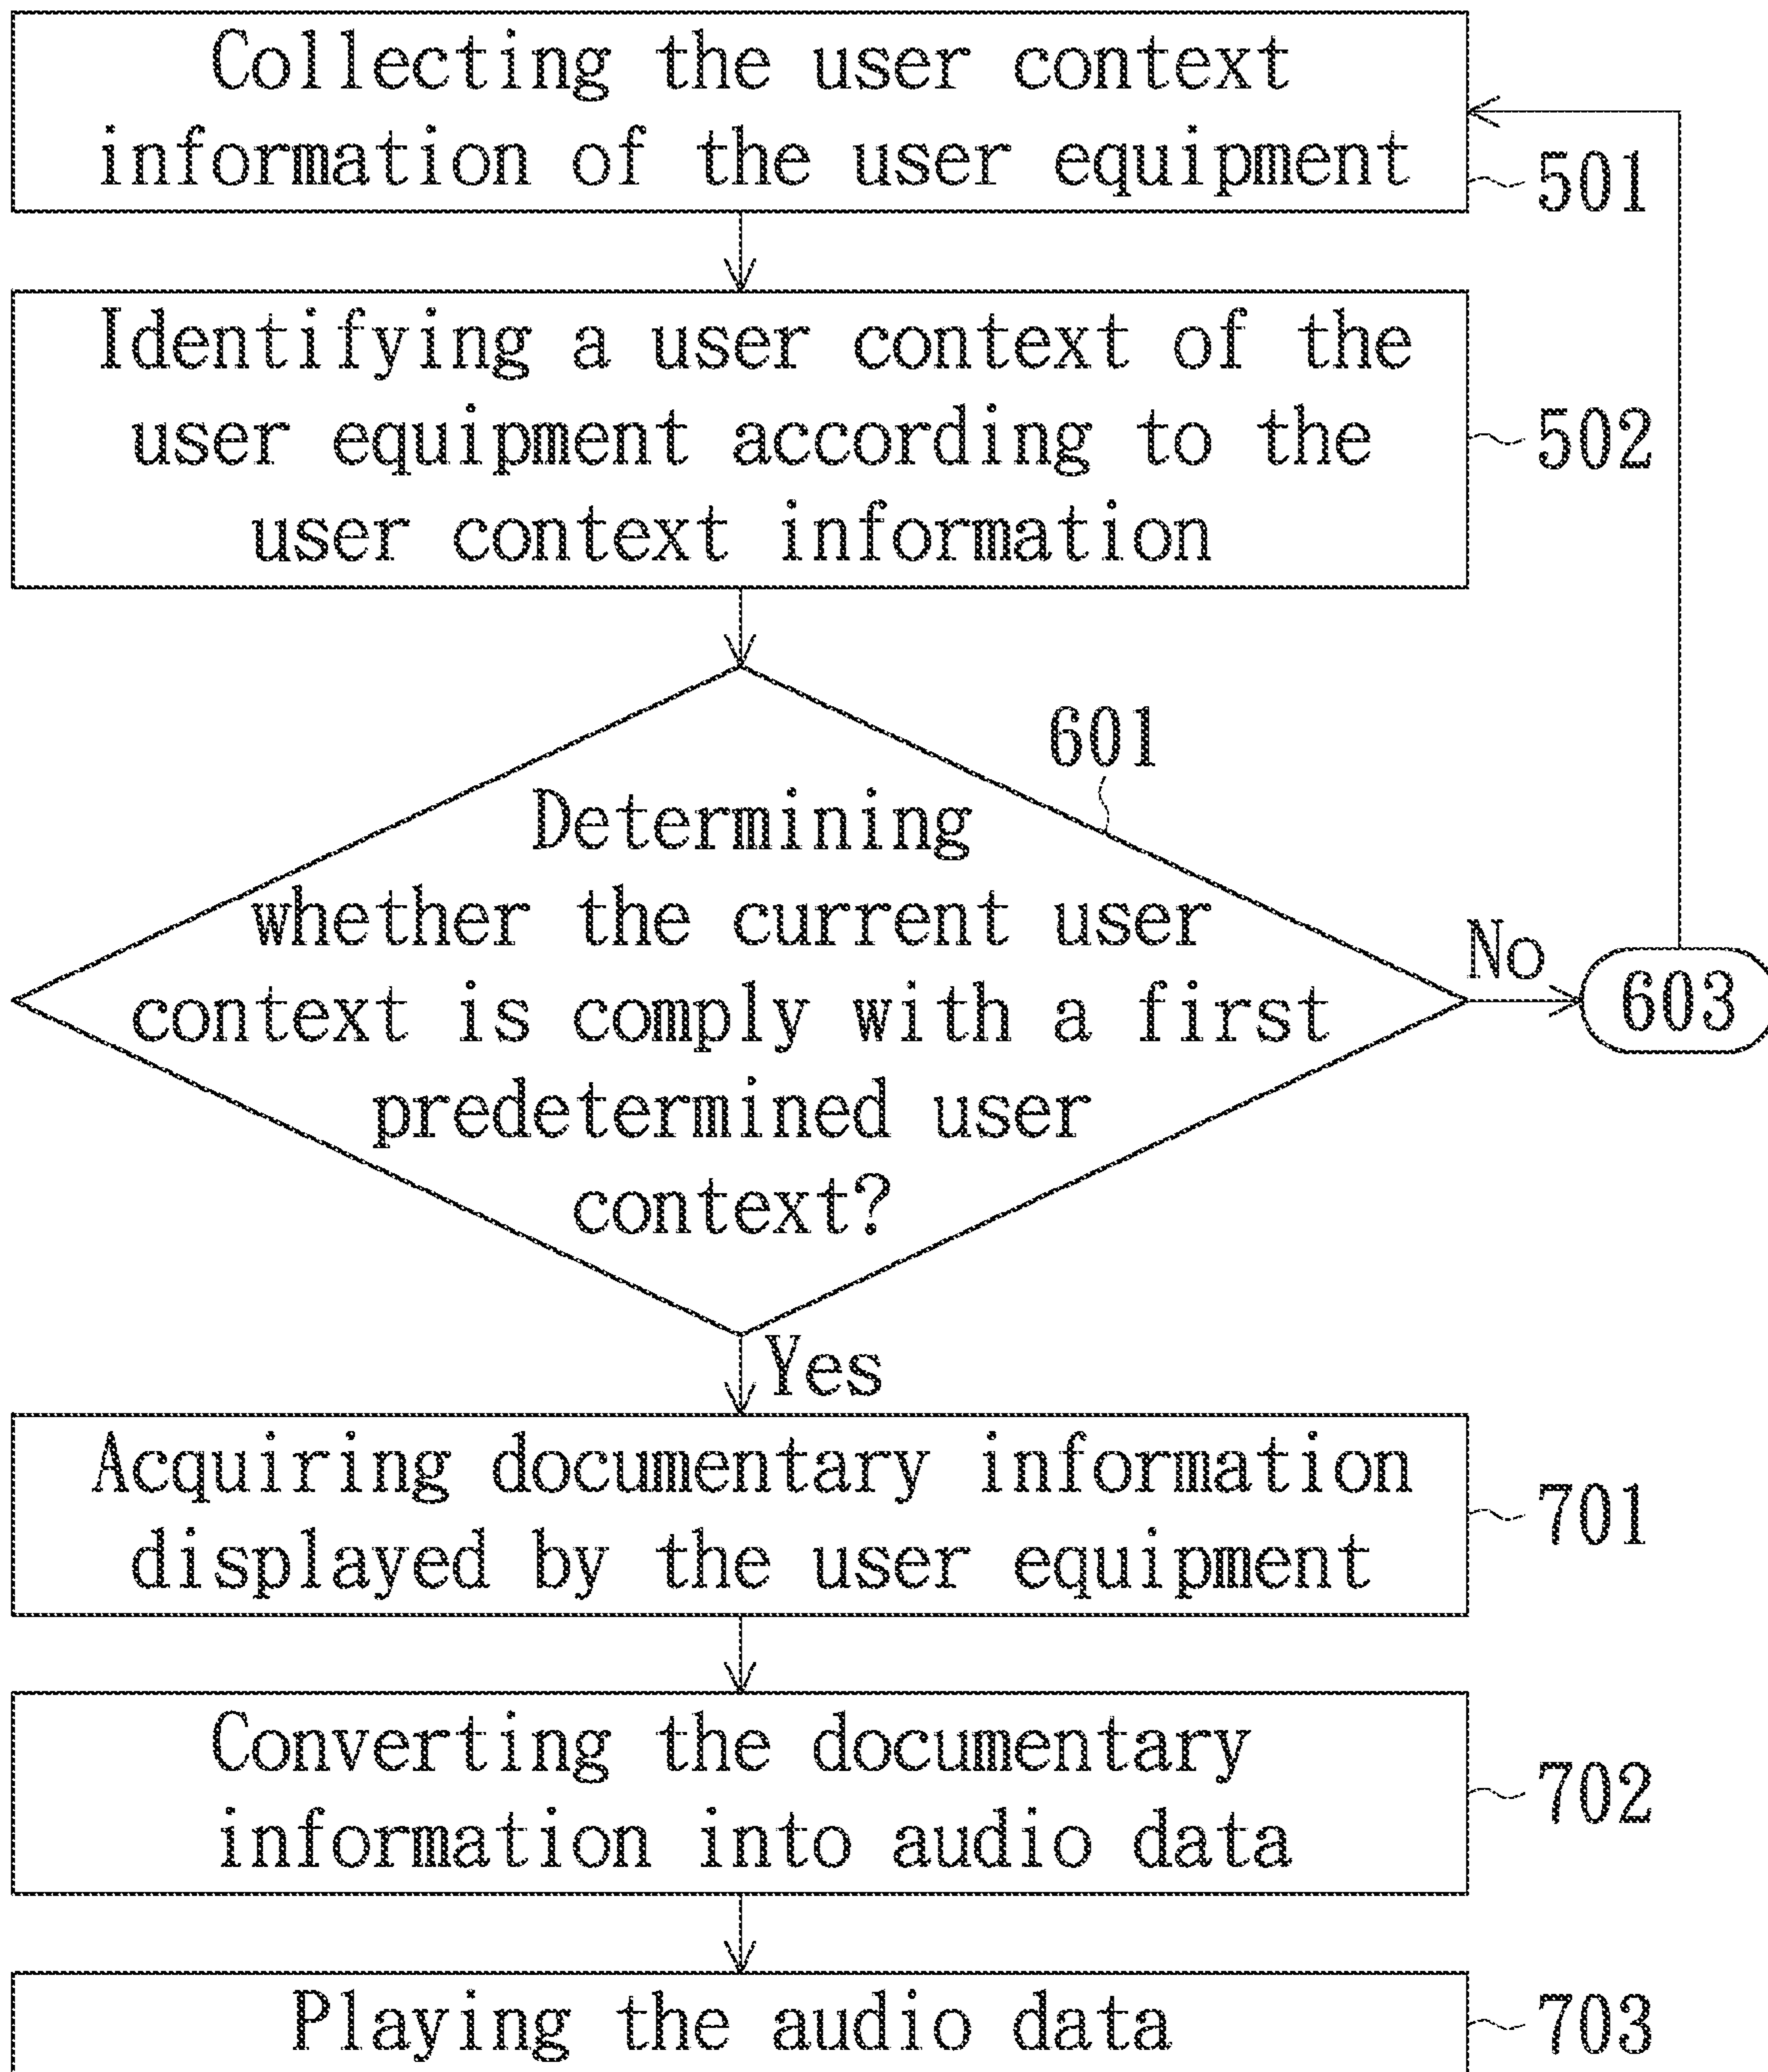 Collecting the user context
information of the user equipment
501
Identifying a user context of the
user equipment according to the
user context information
502
601
Determining
whether the current user
context is comply with a first
predetermined user
context?
No
603
Yes
Acquiring documentary information
displayed by the user equipment
701
Converting the documentary
information into audio data
702
Playing the audio data
703